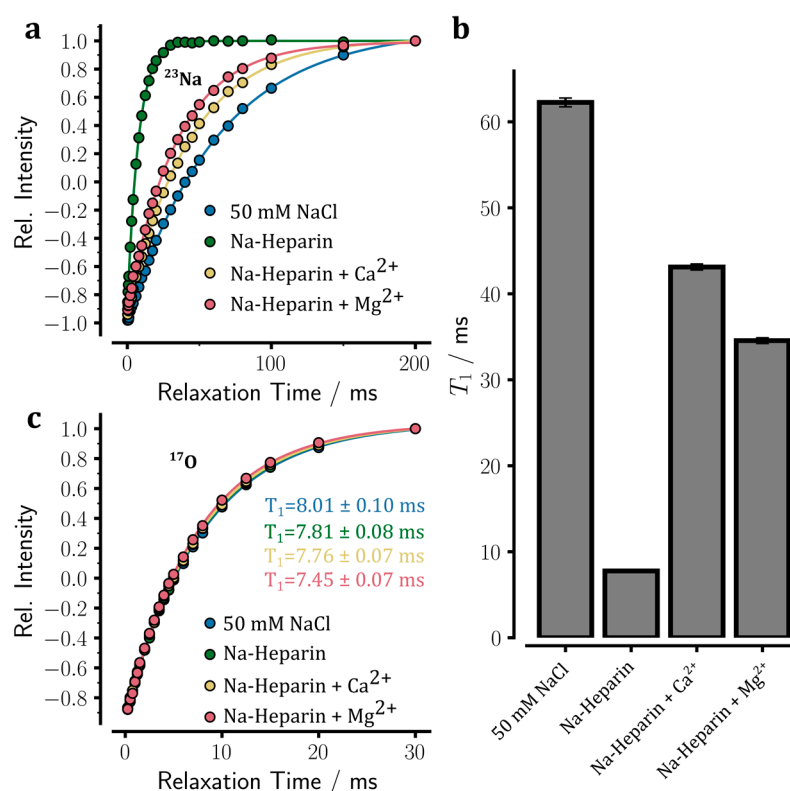 a
1.0
0.8
0.6
0.4
0.2
0.0
−0.2
−0.4
−0.6
−0.8
−1.0
Rel. Intensity
²³Na
50 mM NaCl
Na-Heparin
Na-Heparin + Ca²⁺
Na-Heparin + Mg²⁺
0 100 200
Relaxation Time / ms
b
60
50
40
30
20
10
0
T₁ / ms
50 mM NaCl
Na-Heparin
Na-Heparin + Ca²⁺
Na-Heparin + Mg²⁺
c
1.0
0.8
0.6
0.4
0.2
0.0
−0.2
−0.4
−0.6
−0.8
Rel. Intensity
¹⁷O
T₁=8.01 ± 0.10 ms
T₁=7.81 ± 0.08 ms
T₁=7.76 ± 0.07 ms
T₁=7.45 ± 0.07 ms
50 mM NaCl
Na-Heparin
Na-Heparin + Ca²⁺
Na-Heparin + Mg²⁺
0 10 20 30
Relaxation Time / ms